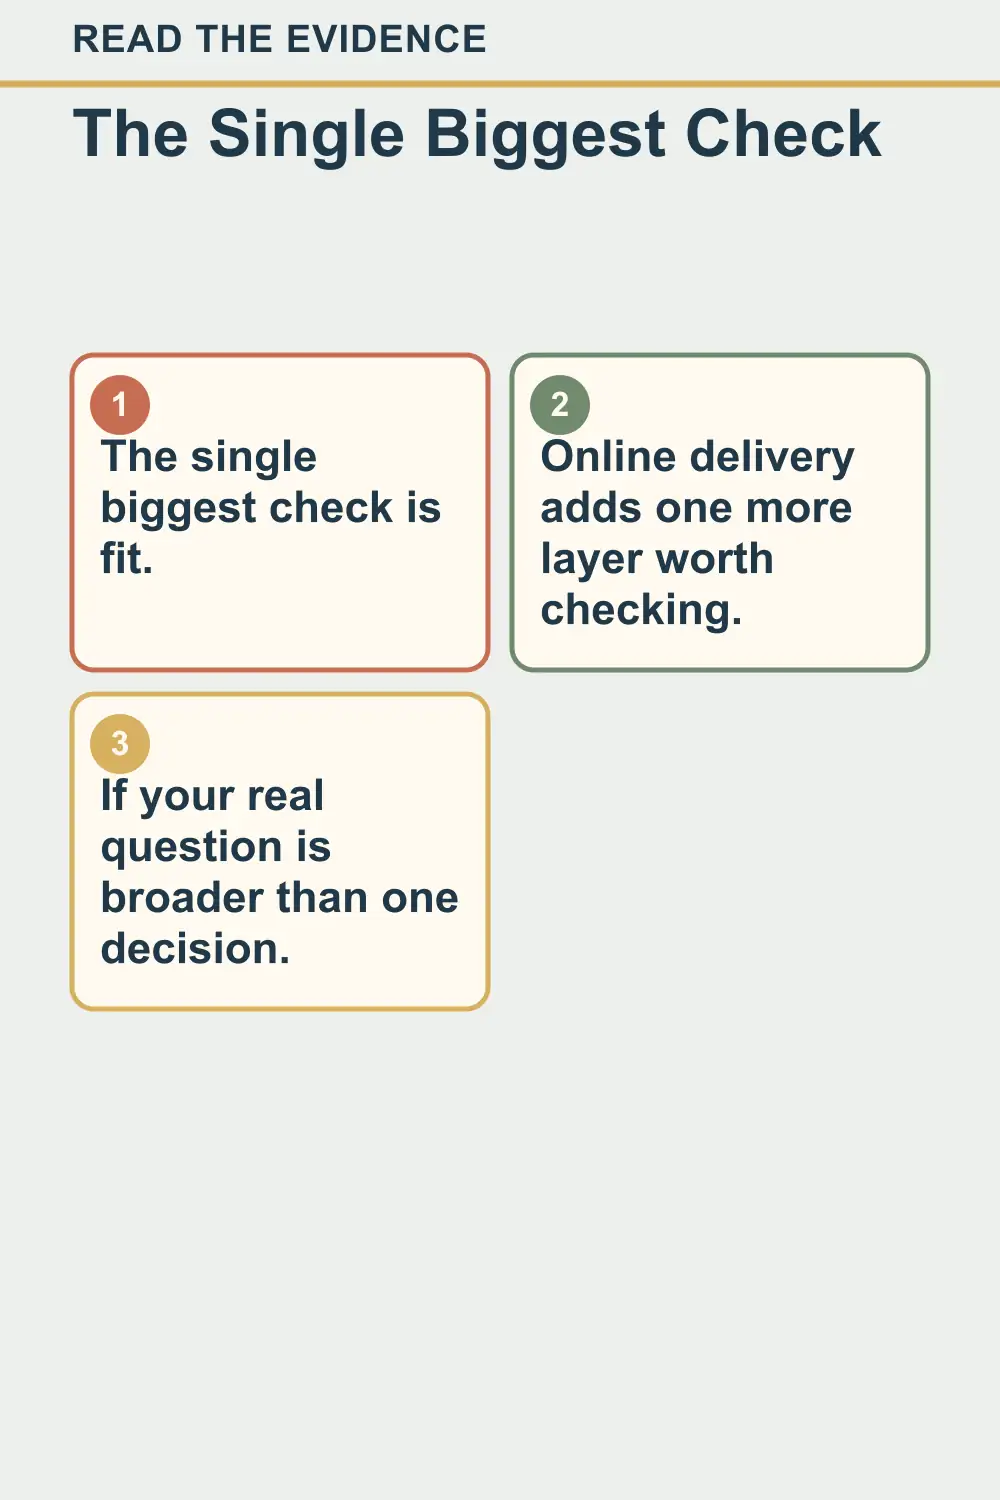 READ THE EVIDENCE
The Single Biggest Check
1
The single
biggest check is
fit.
2
Online delivery
adds one more
layer worth
checking.
3
If your real
question is
broader than one
decision.